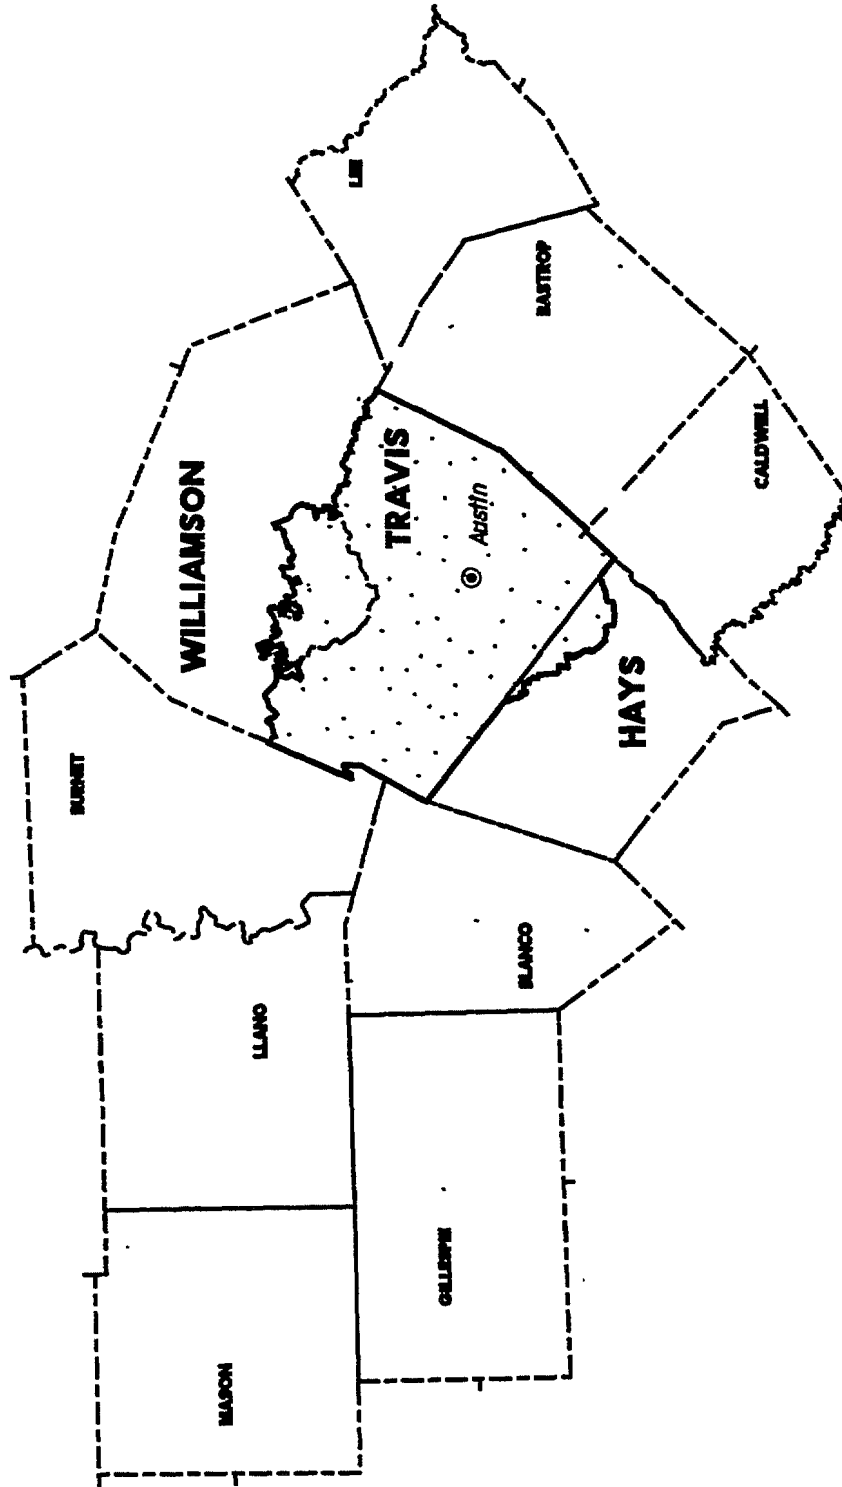 BURNET
WILLIAMSON
LEE
MASON
LLANO
TRAVIS
Austin
BASTROP
GILLESPIE
BLANCO
HAYS
CALDWELL